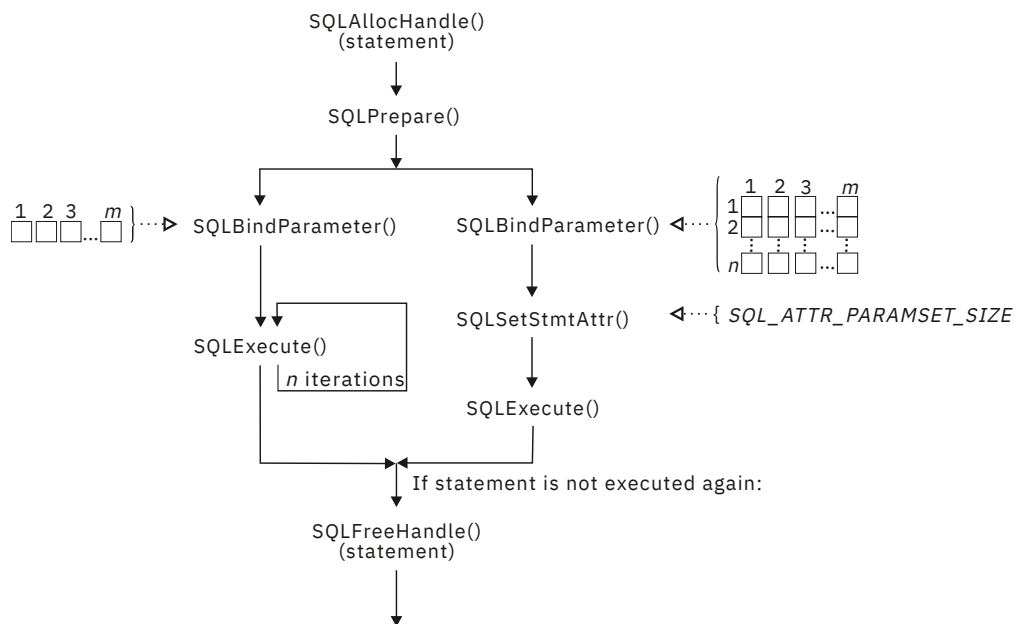 SQLAllocHandle()
(statement)
SQLPrepare()
1 2 3 m
...
SQLBindParameter()
SQLBindParameter()
1 2 3 m
1 ...
2 ...
n ...
SQLExecute()
n iterations
SQLSetStmtAttr()
{ SQL_ATTR_PARAMSET_SIZE
SQLExecute()
If statement is not executed again:
SQLFreeHandle()
(statement)